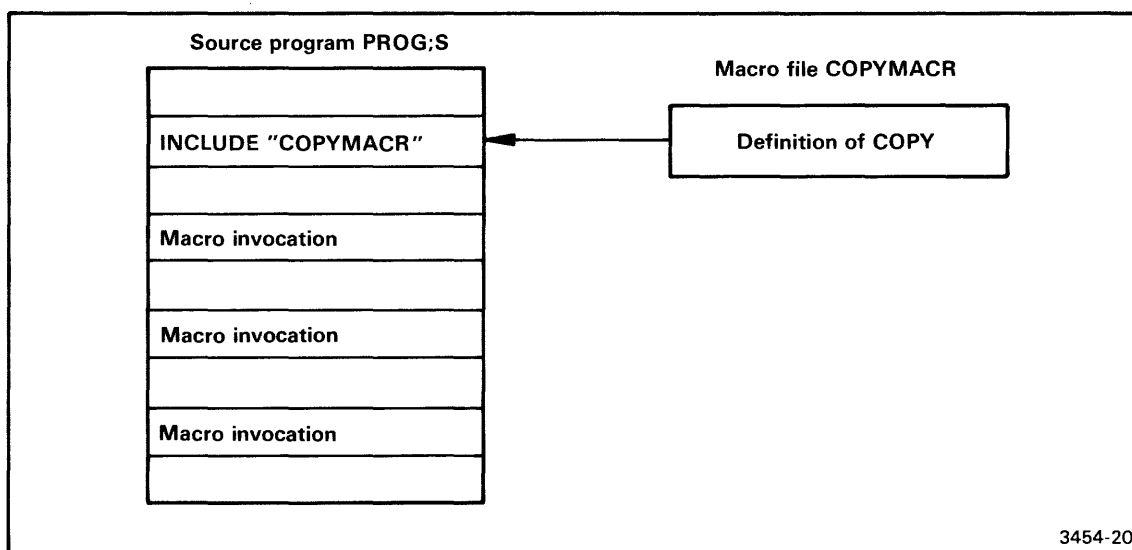 Source program PROG;S
Macro file COPYMACR
INCLUDE "COPYMACR"
Definition of COPY
Macro invocation
Macro invocation
Macro invocation
3454-20